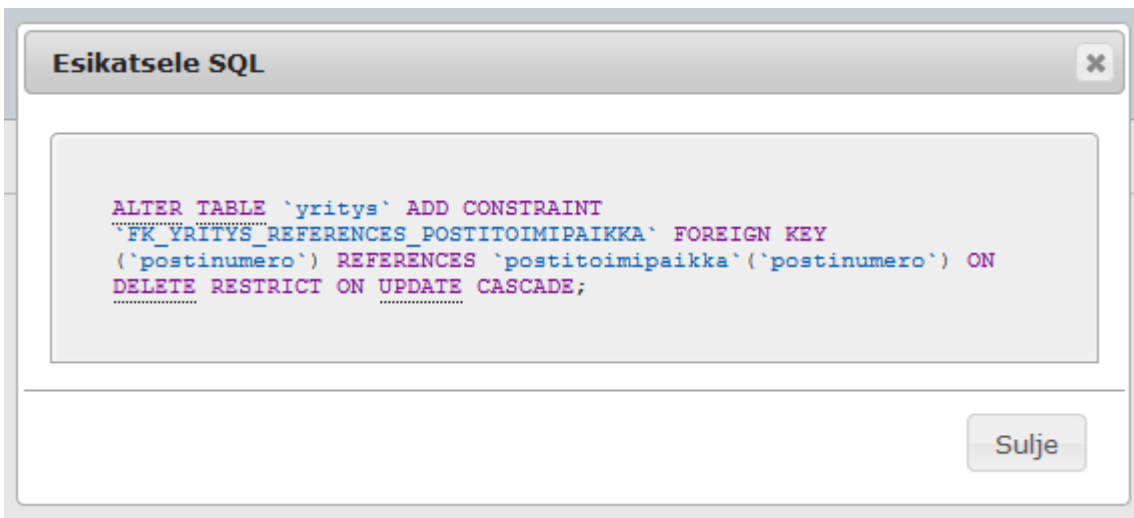 Esikatsele SQL
ALTER TABLE `yritys` ADD CONSTRAINT
`FK_YRITYS_REFERENCES_POSTITOIMIPAIKKA` FOREIGN KEY
(`postinumero`) REFERENCES `postitoimipaikka`(`postinumero`) ON
DELETE RESTRICT ON UPDATE CASCADE;
Sulje